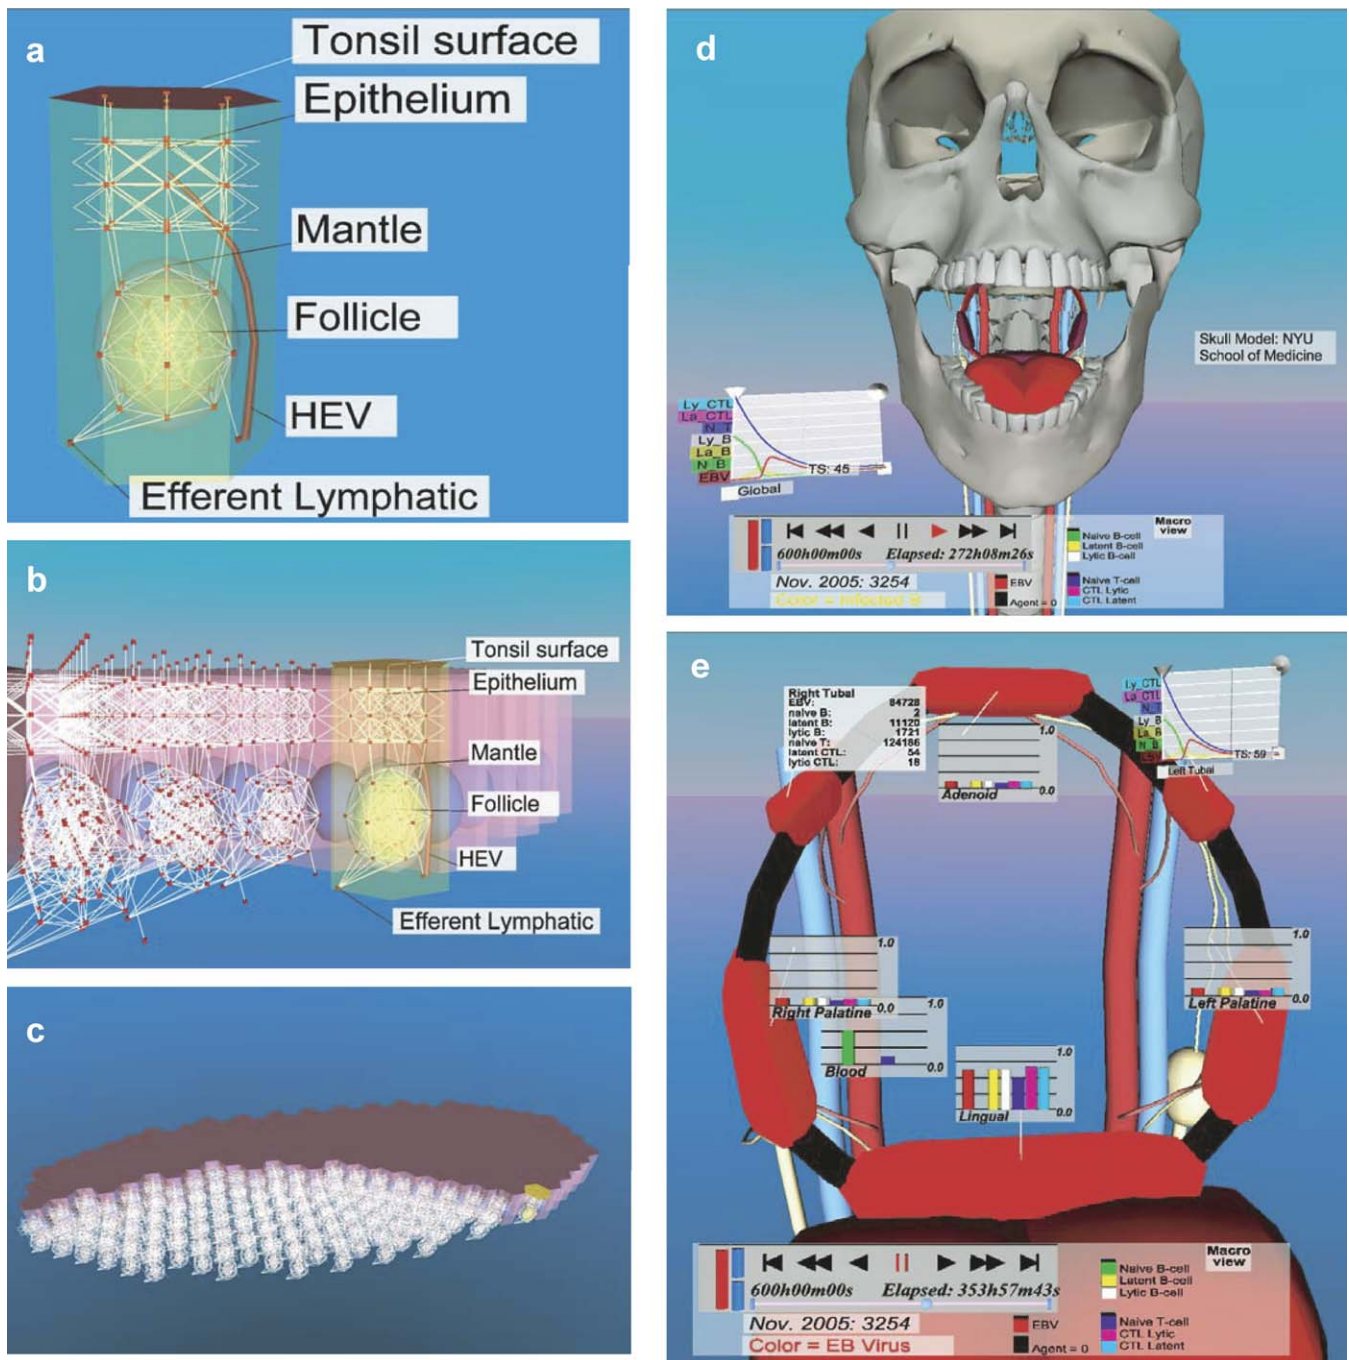 a
Tonsil surface
Epithelium
Mantle
Follicle
HEV
Efferent Lymphatic
b
Tonsil surface
Epithelium
Mantle
Follicle
HEV
Efferent Lymphatic
c
d
Skull Model: NYU
School of Medicine
Ly_CTL
La_CTL
N_T
Ly_B
La_B
N_B
EBV
TS: 45
Global
600h00m00s Elapsed: 272h08m26s
Nov. 2005: 3254
Color = Infected B
Macro
view
Naive B-cell
Latent B-cell
Lytic B-cell
EBV
Agent = 0
Naive T-cell
CTL Lytic
CTL Latent
e
Right Tubal
EBV: 84728
naive B: 2
latent B: 11120
lytic B: 1721
naive T: 124186
latent CTL: 54
lytic CTL: 18
1.0
0.0
Adenoid
Ly_CTL
La_CTL
N_T
Ly_B
La_B
N_B
TS: 59
Left Tubal
1.0
0.0
Right Palatine
1.0
0.0
Blood
1.0
0.0
Left Palatine
1.0
0.0
Lingual
600h00m00s Elapsed: 353h57m43s
Nov. 2005: 3254
Color = EB Virus
Macro
view
Naive B-cell
Latent B-cell
Lytic B-cell
EBV
Agent = 0
Naive T-cell
CTL Lytic
CTL Latent